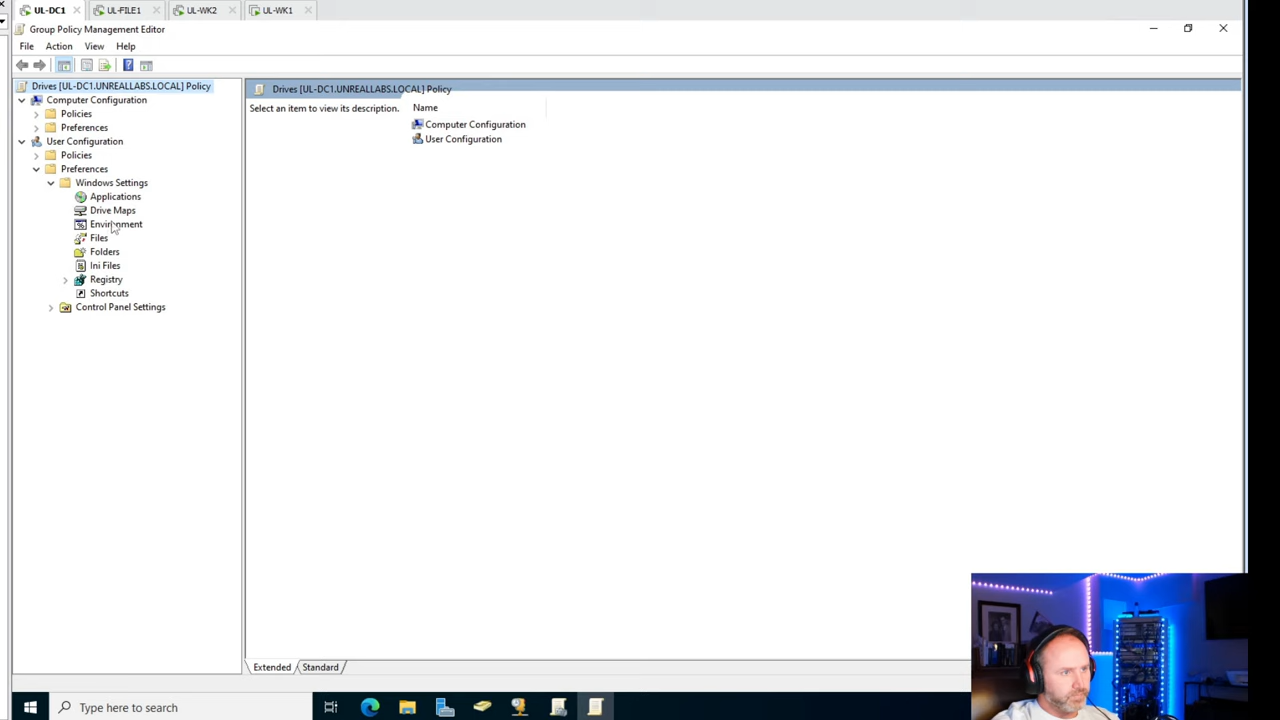 UL-DC1 UL-FILE1 UL-WK2 UL-WK1
Group Policy Management Editor
File Action View Help
Drives [UL-DC1.UNREALLABS.LOCAL] Policy
Computer Configuration
Policies
Preferences
User Configuration
Policies
Preferences
Windows Settings
Applications
Drive Maps
Environment
Files
Folders
Ini Files
Registry
Shortcuts
Control Panel Settings
Drives [UL-DC1.UNREALLABS.LOCAL] Policy
Select an item to view its description.
Name
Computer Configuration
User Configuration
Extended Standard
Type here to search